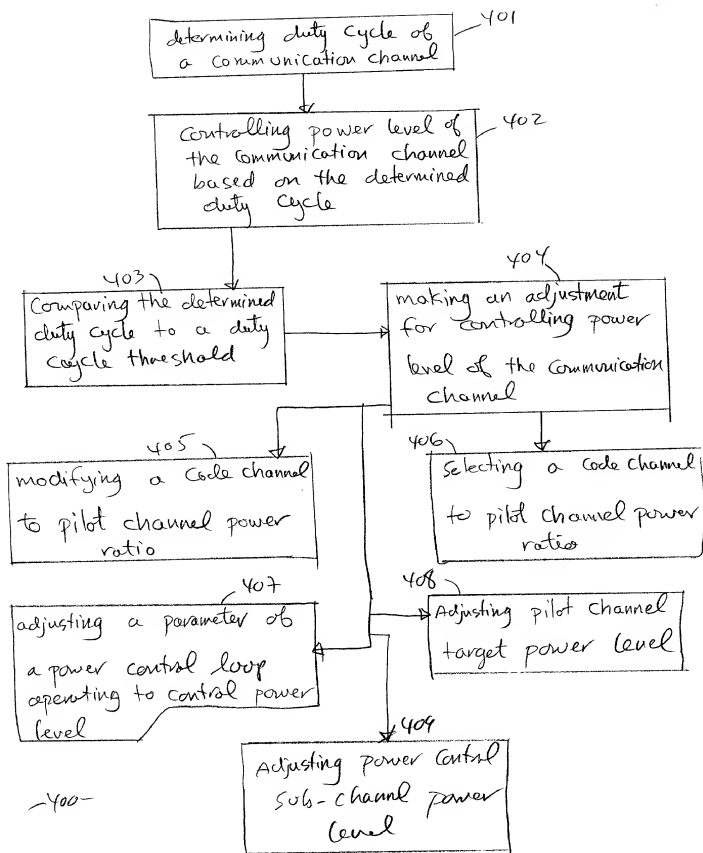 401
determining duty cycle of
a communication channel
402
Controlling power level of
the communication channel
based on the determined
duty cycle
403
Comparing the determined
duty cycle to a duty
cycle threshold
404
making an adjustment
for controlling power
level of the communication
channel
405
modifying a code channel
to pilot channel power
ratio
406
Selecting a code channel
to pilot channel power
ratio
407
adjusting a parameter of
a power control loop
operating to control power
level
408
Adjusting pilot channel
target power level
409
Adjusting power control
sub-channel power
level
-400-